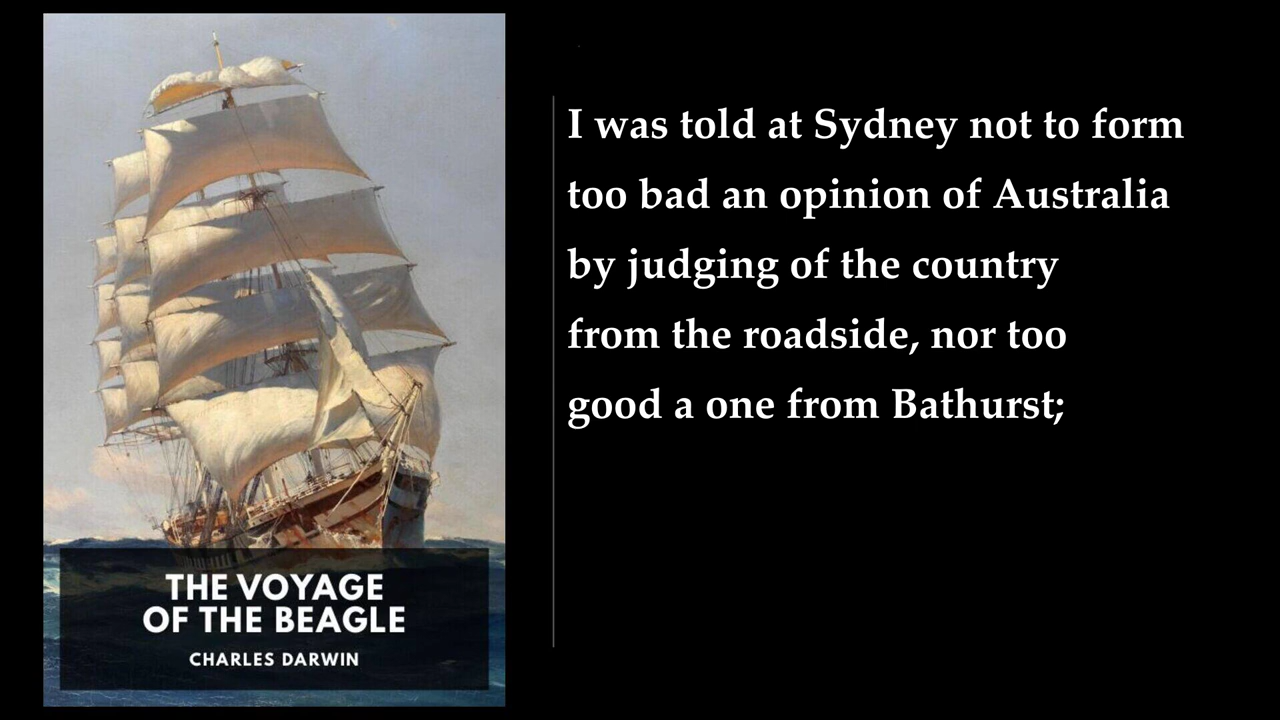 THE VOYAGE
OF THE BEAGLE
CHARLES DARWIN
I was told at Sydney not to form
too bad an opinion of Australia
by judging of the country
from the roadside, nor too
good a one from Bathurst;